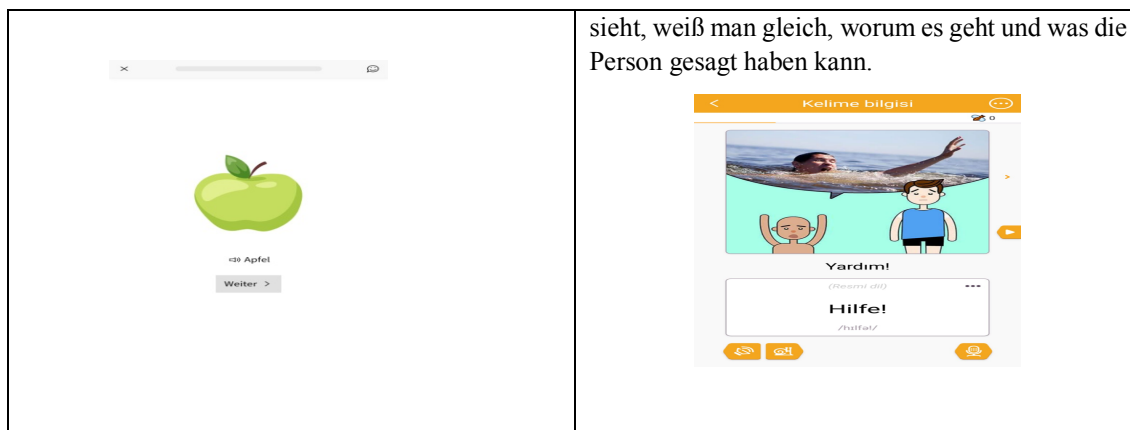 Apfel
Weiter >
sieht, weiß man gleich, worum es geht und was die
Person gesagt haben kann.
< Kelime bilgisi
0
Yardım!
(Resmi dil)
Hilfe!
/hɪlfə!/